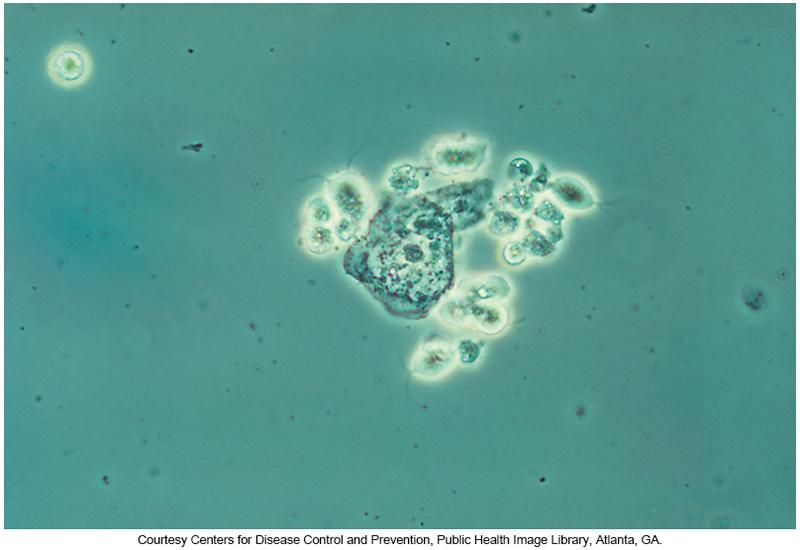 Courtesy Centers for Disease Control and Prevention, Public Health Image Library, Atlanta, GA.